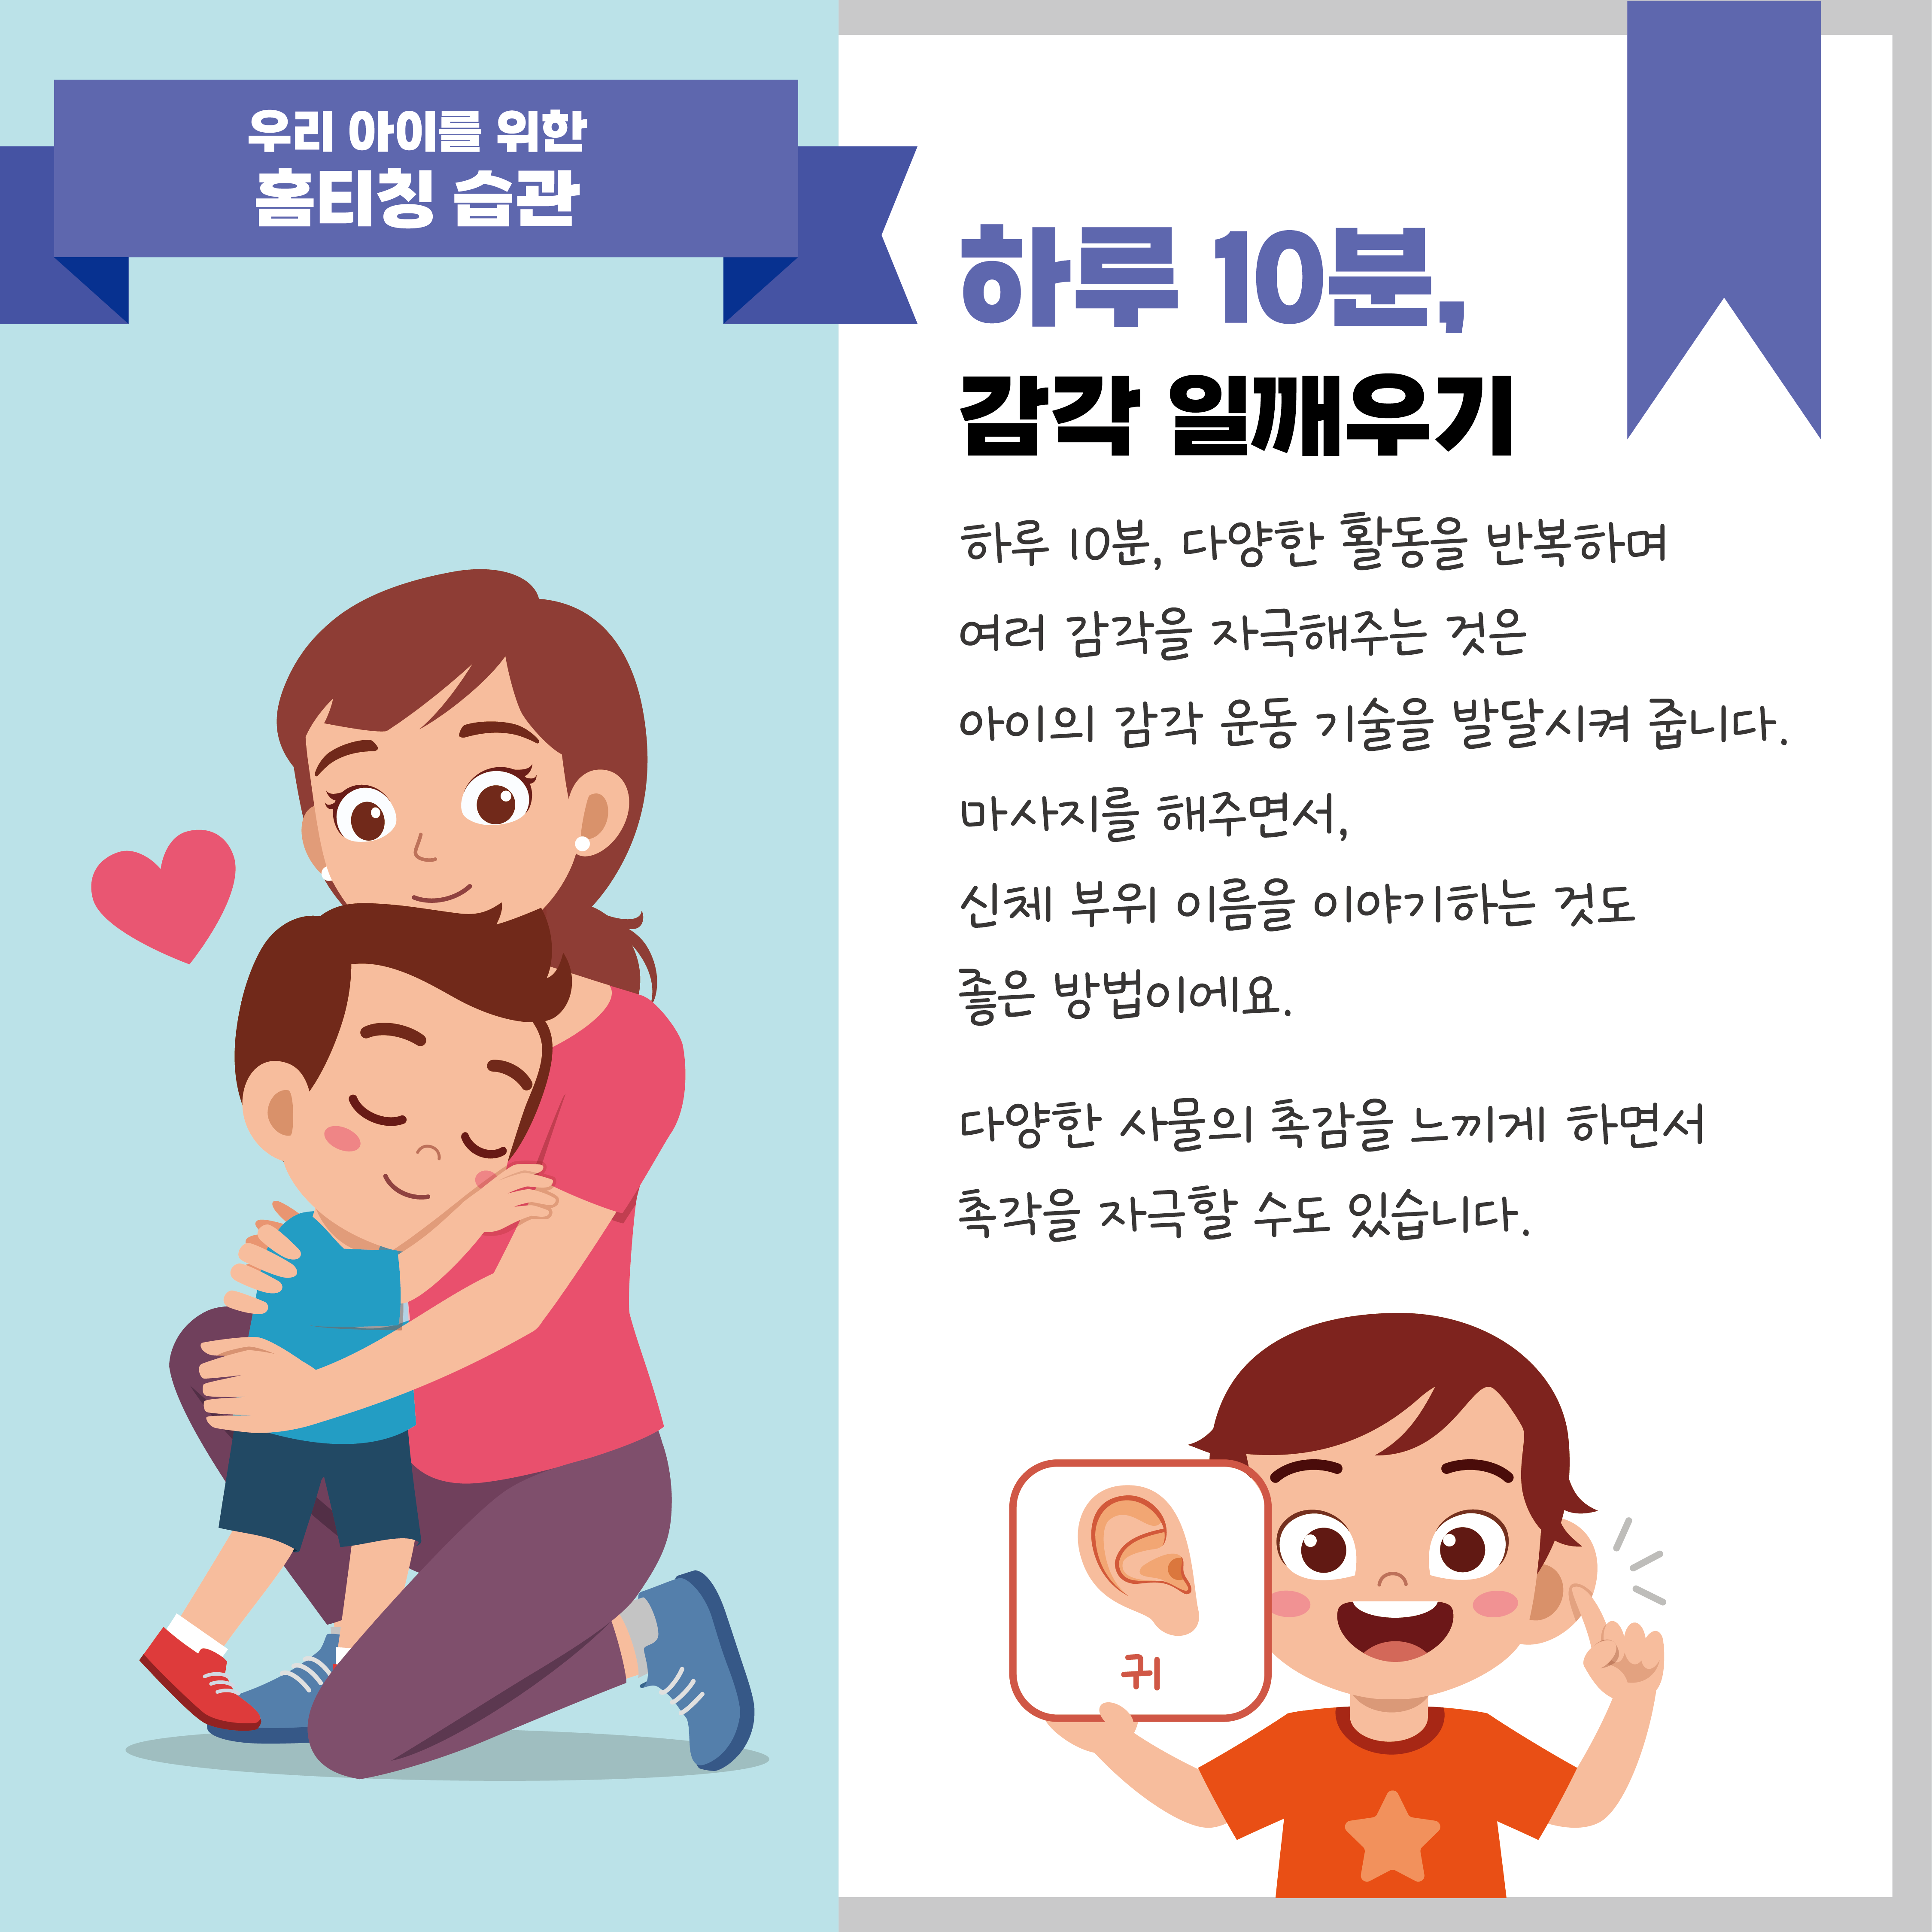 우리 아이를 위한
홈티칭 습관
하루 10분,
감각 일깨우기
하루 10분, 다양한 활동을 반복하며
여러 감각을 자극해주는 것은
아이의 감각 운동 기술을 발달시켜 줍니다.
마사지를 해주면서,
신체 부위 이름을 이야기하는 것도
좋은 방법이에요.
다양한 사물의 촉감을 느끼게 하면서
촉각을 자극할 수도 있습니다.
귀